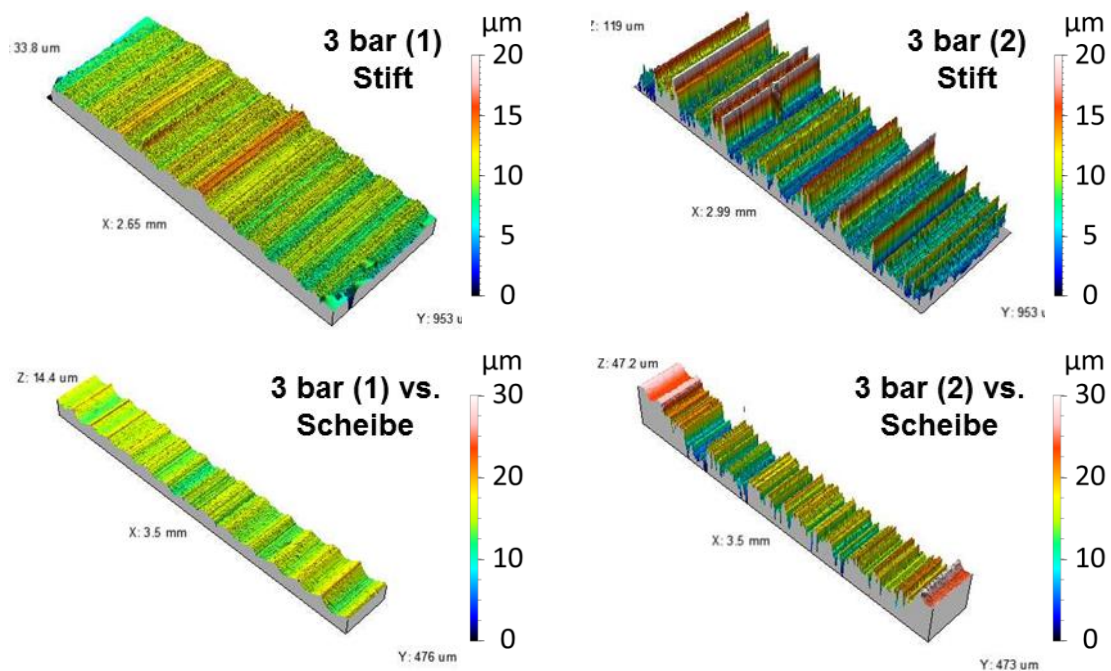 µm
: 33.8 um
3 bar (1)
Stift
20
15
10
5
0
X: 2.65 mm
Y: 953 u
µm
Z: 119 um
3 bar (2)
Stift
20
15
10
5
0
X: 2.99 mm
Y: 953 u
µm
Z: 14.4 um
3 bar (1) vs.
Scheibe
30
20
10
0
X: 3.5 mm
Y: 476 um
µm
Z: 47.2 um
3 bar (2) vs.
Scheibe
30
20
10
0
X: 3.5 mm
Y: 473 um